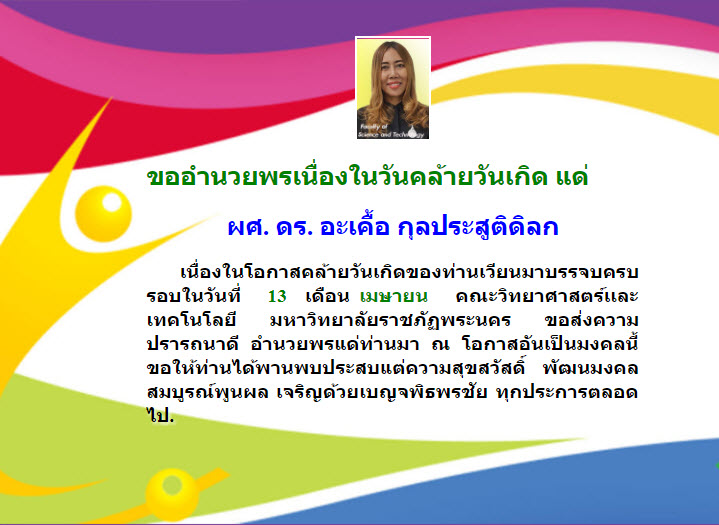 Faculty of
Science and Technology
ขออำนวยพรเนื่องในวันคล้ายวันเกิด แด่
ผศ. ดร. อะเคื้อ กุลประสูติดิลก
เนื่องในโอกาสคล้ายวันเกิดของท่านเวียนมาบรรจบครบ
รอบในวันที่ 13 เดือน เมษายน คณะวิทยาศาสตร์และ
เทคโนโลยี มหาวิทยาลัยราชภัฏพระนคร ขอส่งความ
ปรารถนาดี อำนวยพรแด่ท่านมา ณ โอกาสอันเป็นมงคลนี้
ขอให้ท่านได้พานพบประสบแต่ความสุขสวัสดิ์ พัฒนมงคล
สมบูรณ์พูนผล เจริญด้วยเบญจพิธพรชัย ทุกประการตลอด
ไป.